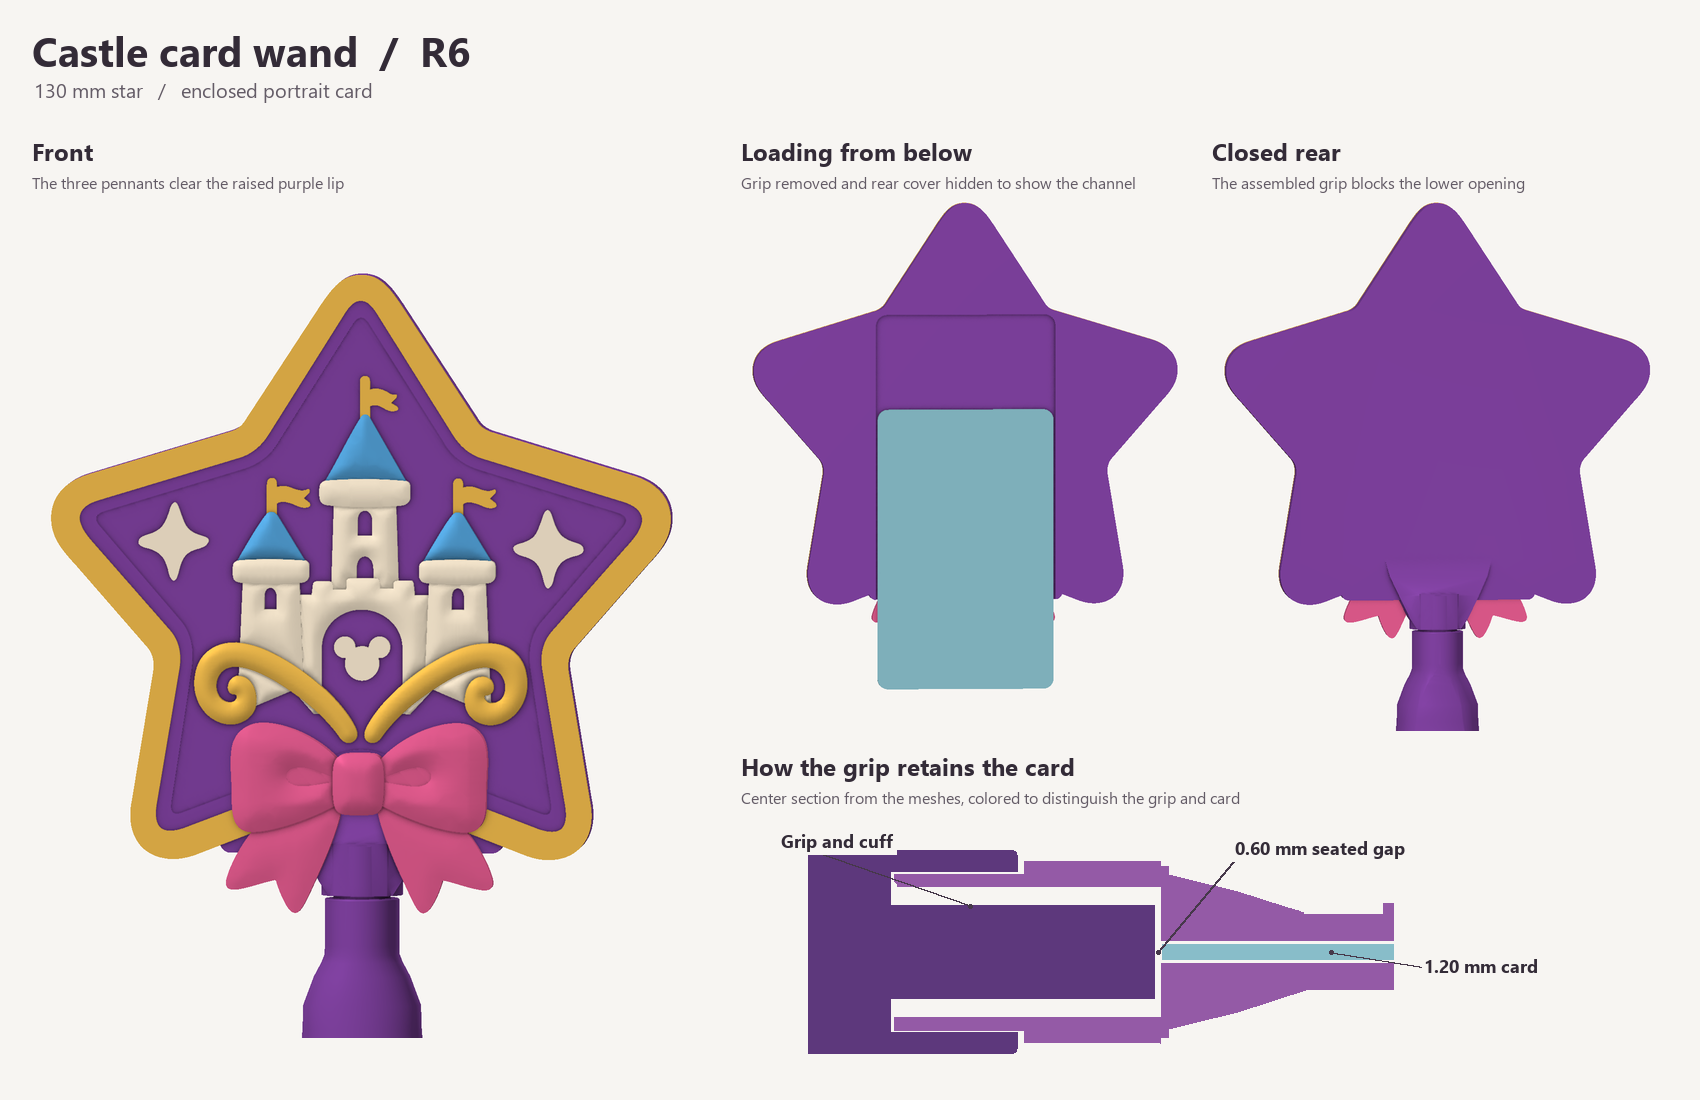 Castle card wand / R6
130 mm star / enclosed portrait card
Front
The three pennants clear the raised purple lip
Loading from below
Grip removed and rear cover hidden to show the channel
Closed rear
The assembled grip blocks the lower opening
How the grip retains the card
Center section from the meshes, colored to distinguish the grip and card
Grip and cuff
0.60 mm seated gap
1.20 mm card